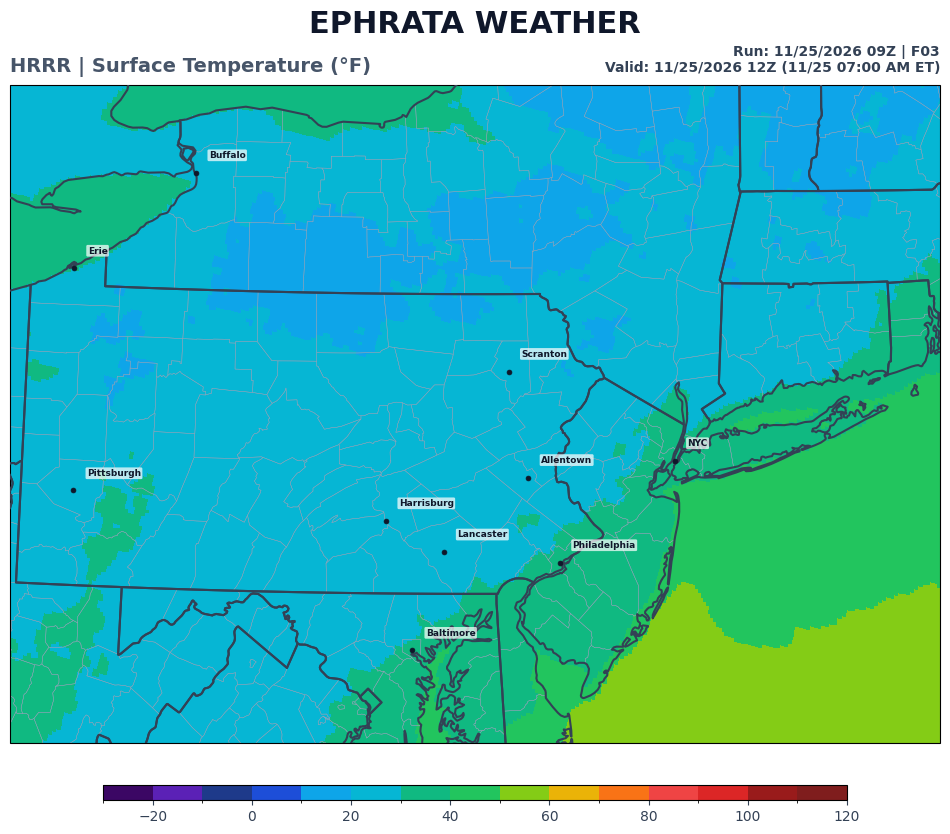 EPHRATA WEATHER
HRRR | Surface Temperature (°F)
Run: 11/25/2026 09Z | F03
Valid: 11/25/2026 12Z (11/25 07:00 AM ET)
Buffalo
Erie
Scranton
NYC
Allentown
Pittsburgh
Harrisburg
Lancaster
Philadelphia
Baltimore
−20 0 20 40 60 80 100 120